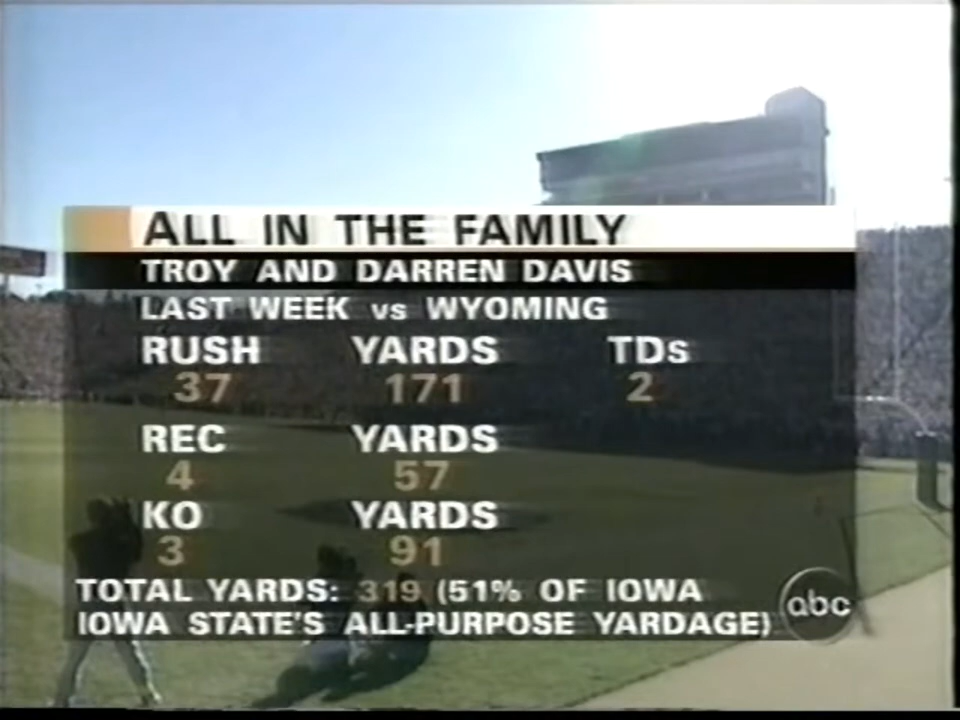 ALL IN THE FAMILY
TROY AND DARREN DAVIS
LAST WEEK vs WYOMING
RUSH YARDS TDs
37 171 2
REC YARDS
4 57
KO YARDS
3 91
TOTAL YARDS: 319 (51% OF IOWA
IOWA STATE'S ALL-PURPOSE YARDAGE)
abc